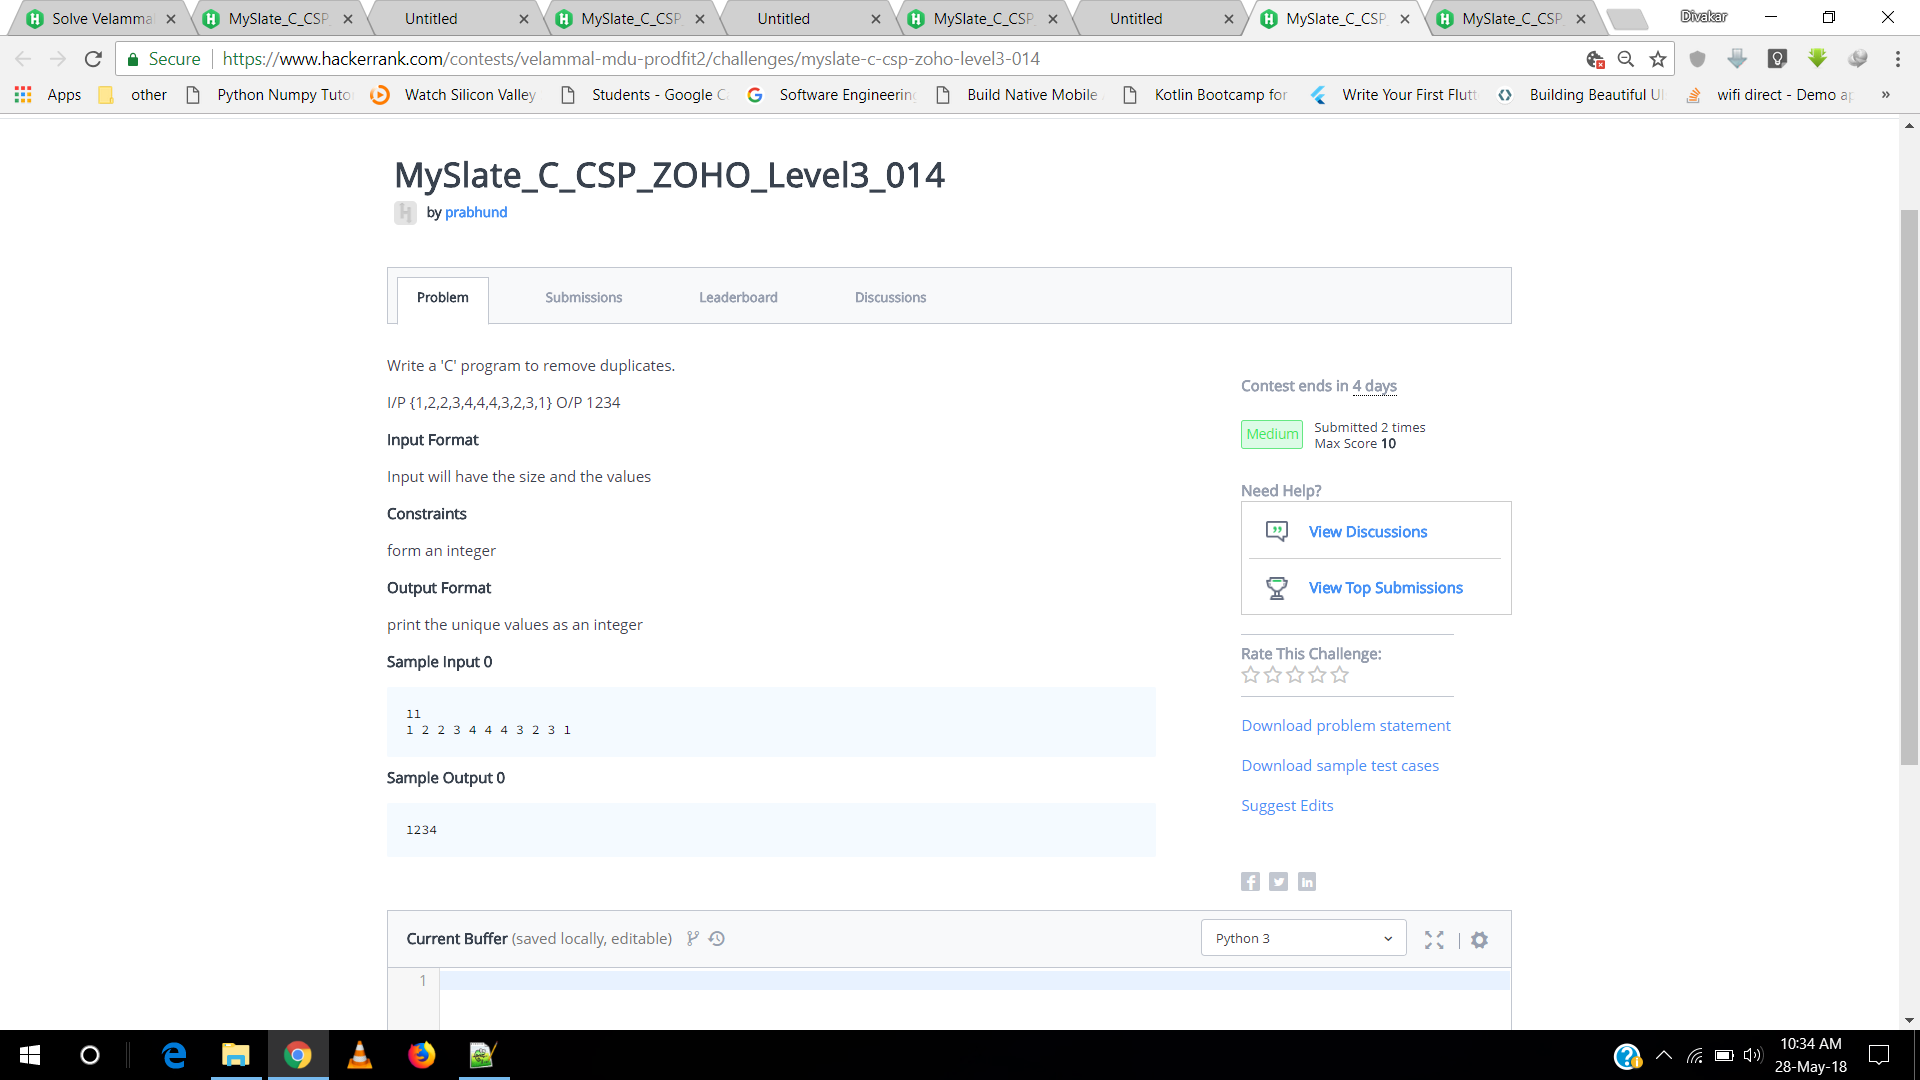 Solve Velammal
MySlate_C_CSP_
Untitled
MySlate_C_CSP_
Untitled
MySlate_C_CSP_
Untitled
MySlate_C_CSP_
MySlate_C_CSP_
Divakar
Secure
https://www.hackerrank.com/contests/velammal-mdu-prodfit2/challenges/myslate-c-csp-zoho-level3-014
Apps
other
Python Numpy Tuto
Watch Silicon Valley
Students - Google C
Software Engineering
Build Native Mobile
Kotlin Bootcamp for
Write Your First Flutt
Building Beautiful UI
wifi direct - Demo ap
»
MySlate_C_CSP_ZOHO_Level3_014
by prabhund
Problem
Submissions
Leaderboard
Discussions
Write a 'C' program to remove duplicates.
I/P {1,2,2,3,4,4,4,3,2,3,1} O/P 1234
Input Format
Input will have the size and the values
Constraints
form an integer
Output Format
print the unique values as an integer
Sample Input 0
11
1 2 2 3 4 4 4 3 2 3 1
Sample Output 0
1234
Contest ends in 4 days
Medium
Submitted 2 times
Max Score 10
Need Help?
View Discussions
View Top Submissions
Rate This Challenge:
Download problem statement
Download sample test cases
Suggest Edits
Current Buffer (saved locally, editable)
Python 3
1
10:34 AM
28-May-18